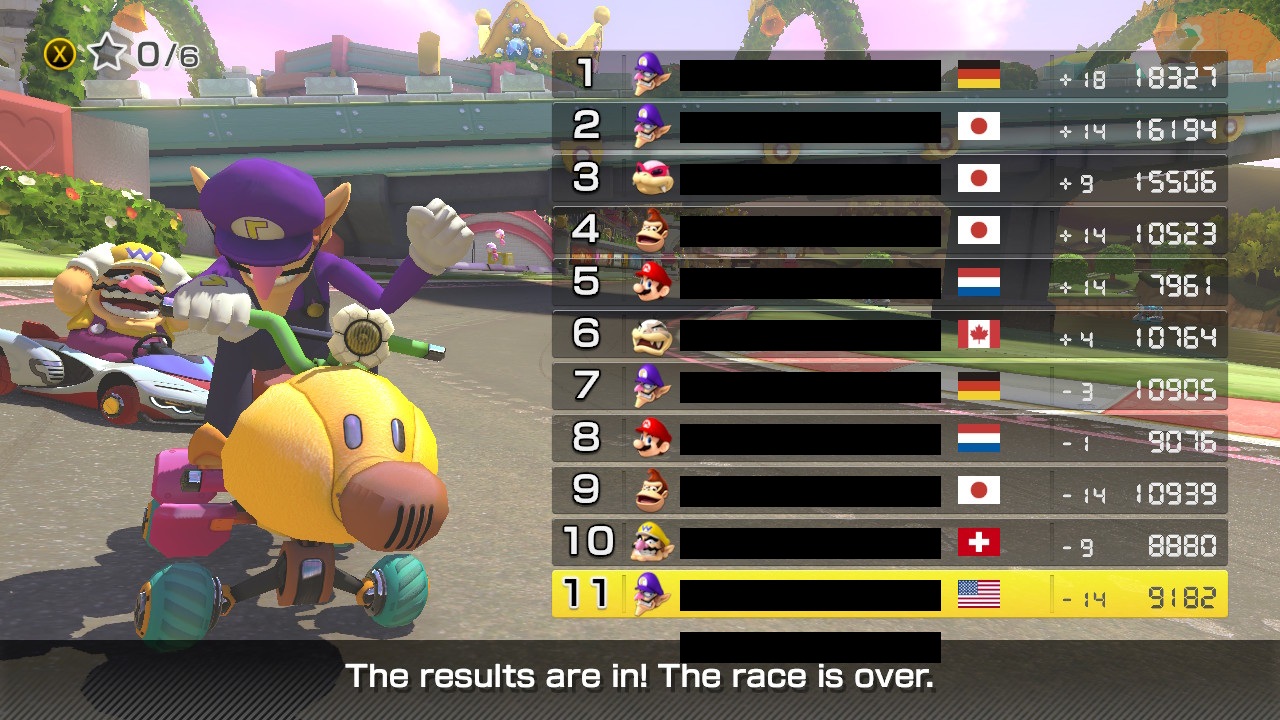 X 0/6
1 +18 18327
2 +14 16194
3 +9 15506
4 +14 10523
5 +14 7961
6 +4 10764
7 -3 10905
8 -1 9076
9 -14 10939
10 -9 8880
11 -14 9182
The results are in! The race is over.